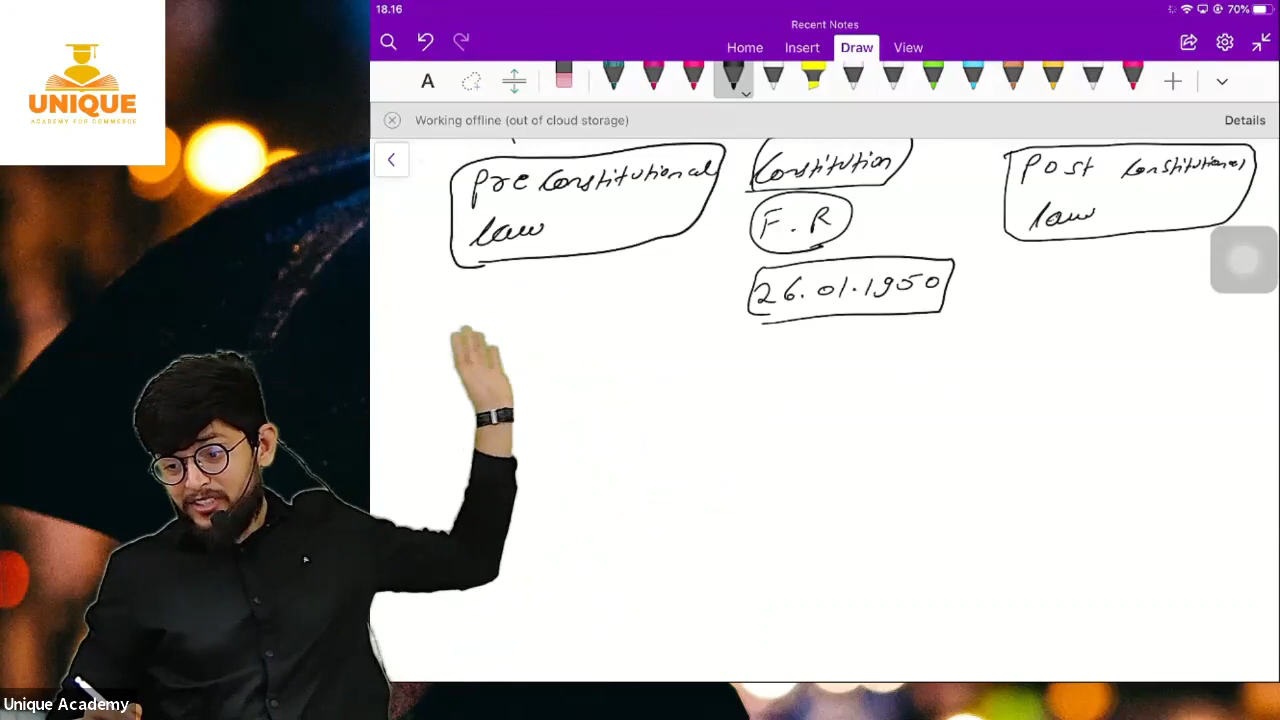 18.16
Recent Notes
70%
Home Insert Draw View
A
Working offline (out of cloud storage)
Details
UNIQUE
ACADEMY FOR COMMERCE
Pre Constitutional
law
Constitution
F.R
26.01.1950
Post Constitutional
law
Unique Academy